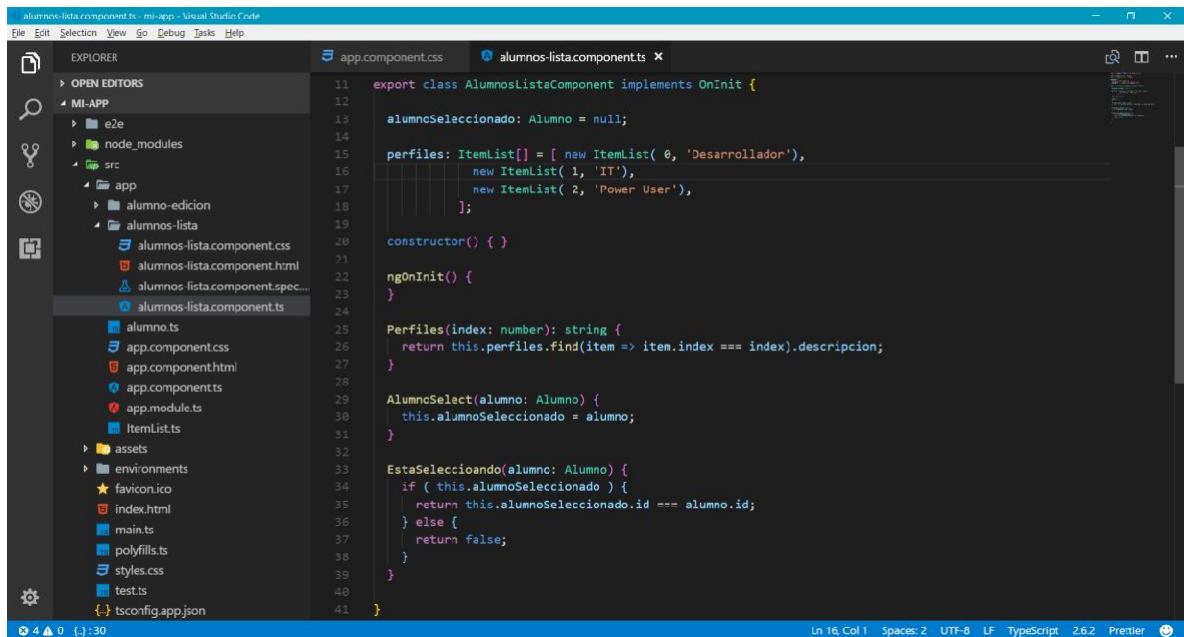 alumnos-lista.component.ts - mi-app - Visual Studio Code
File Edit Selection View Go Debug Tasks Help
EXPLORER
OPEN EDITORS
MI-APP
e2e
node_modules
src
app
alumno-edicion
alumnos-lista
alumnos-lista.component.css
alumnos-lista.component.html
alumnos-lista.component.spec....
alumnos-lista.component.ts
alumno.ts
app.component.css
app.component.html
app.component.ts
app.module.ts
ItemList.ts
assets
environments
favicon.ico
index.html
main.ts
polyfills.ts
styles.css
test.ts
{..} tsconfig.app.json
app.component.css alumnos-lista.component.ts ×
11 export class AlumnosListaComponent implements OnInit {
12
13 alumnoSeleccionado: Alumno = null;
14
15 perfiles: ItemList[] = [ new ItemList( 0, 'Desarrollador'),
16 new ItemList( 1, 'IT'),
17 new ItemList( 2, 'Power User'),
18 ];
19
20 constructor() { }
21
22 ngOnInit() {
23 }
24
25 Perfiles(index: number): string {
26 return this.perfiles.find(item => item.index === index).descripcion;
27 }
28
29 AlumnoSelect(alumno: Alumno) {
30 this.alumnoSeleccionado = alumno;
31 }
32
33 EstaSeleccioando(alumno: Alumno) {
34 if ( this.alumnoSeleccionado ) {
35 return this.alumnoSeleccionado.id === alumno.id;
36 } else {
37 return false;
38 }
39 }
40
41 }
4 0 {..} : 30 Ln 16, Col 1 Spaces: 2 UTF-8 LF TypeScript 2.6.2 Prettier